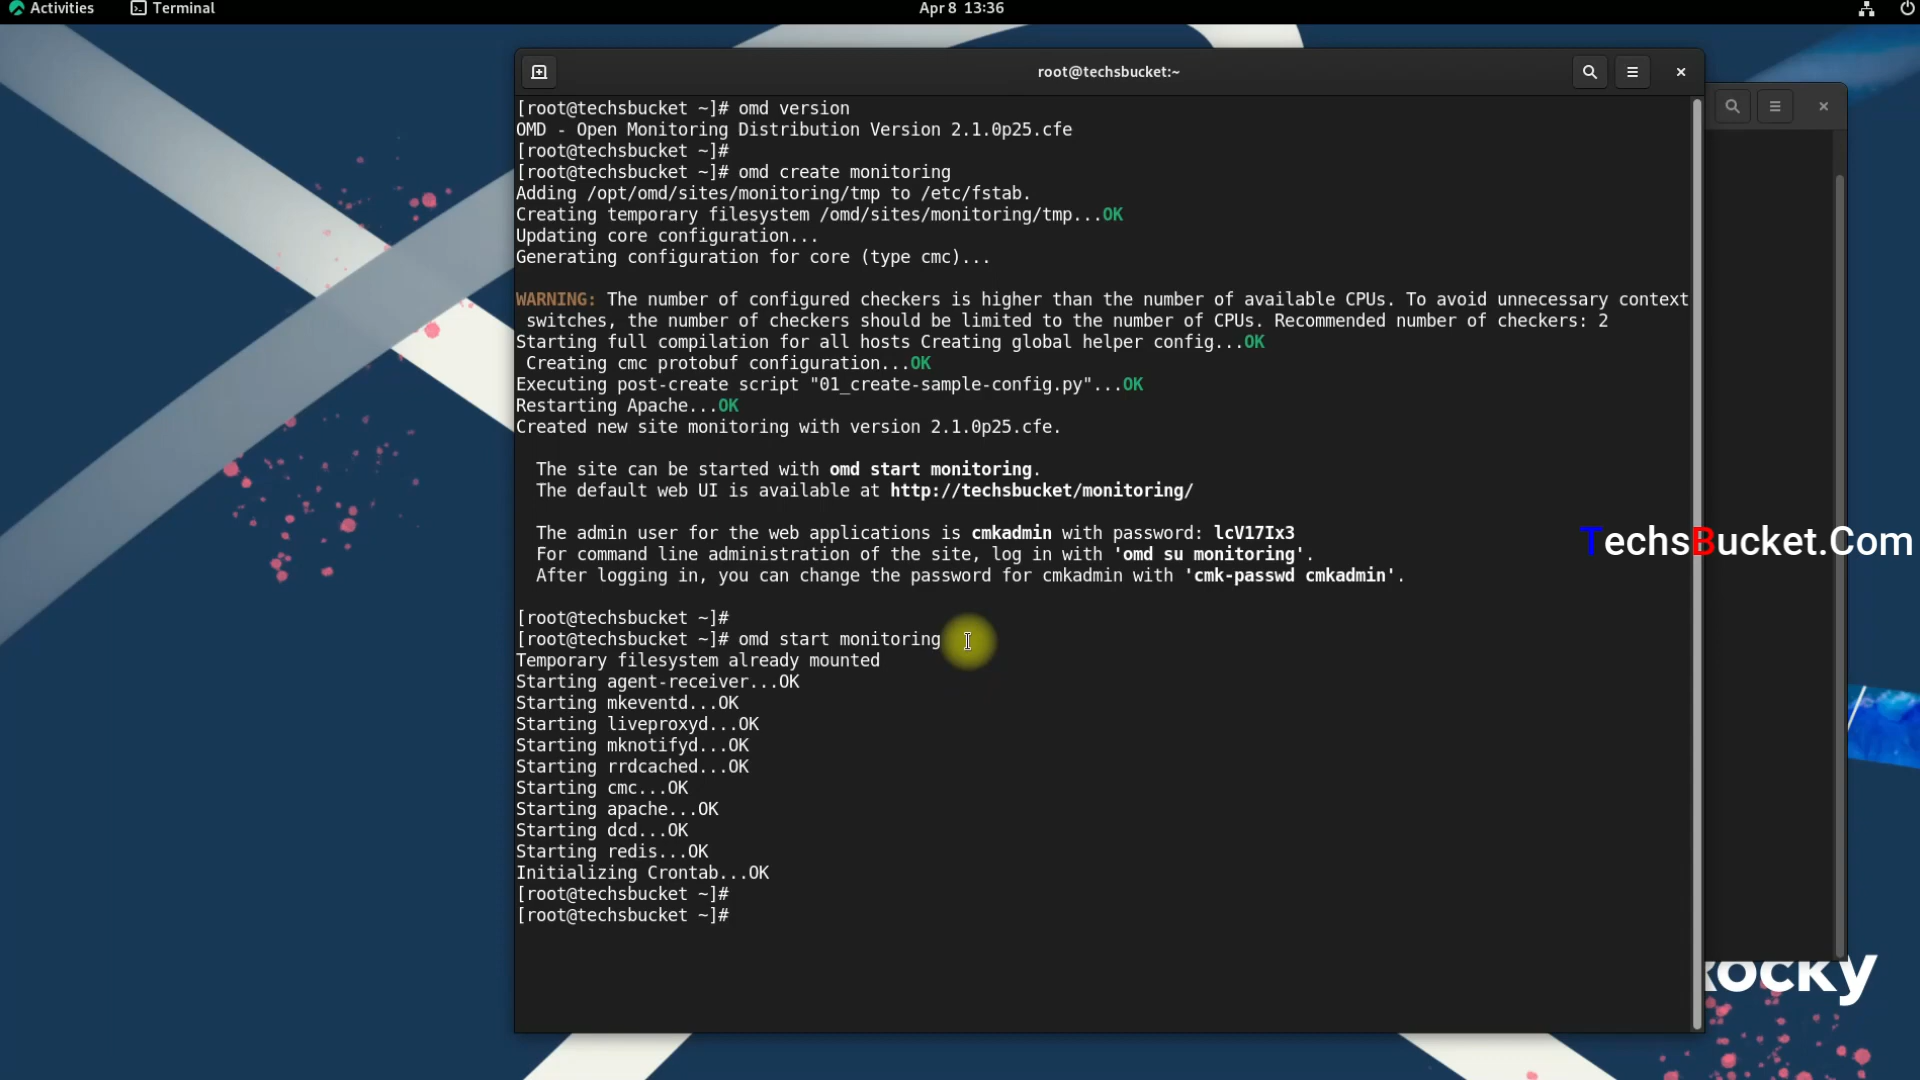 Activities
Terminal
Apr 8 13:36
root@techsbucket:~
[root@techsbucket ~]# omd version
OMD - Open Monitoring Distribution Version 2.1.0p25.cfe
[root@techsbucket ~]#
[root@techsbucket ~]# omd create monitoring
Adding /opt/omd/sites/monitoring/tmp to /etc/fstab.
Creating temporary filesystem /omd/sites/monitoring/tmp...OK
Updating core configuration...
Generating configuration for core (type cmc)...
WARNING: The number of configured checkers is higher than the number of available CPUs. To avoid unnecessary context
switches, the number of checkers should be limited to the number of CPUs. Recommended number of checkers: 2
Starting full compilation for all hosts Creating global helper config...OK
Creating cmc protobuf configuration...OK
Executing post-create script "01_create-sample-config.py"...OK
Restarting Apache...OK
Created new site monitoring with version 2.1.0p25.cfe.
The site can be started with omd start monitoring.
The default web UI is available at http://techsbucket/monitoring/
The admin user for the web applications is cmkadmin with password: lcV17Ix3
For command line administration of the site, log in with 'omd su monitoring'.
After logging in, you can change the password for cmkadmin with 'cmk-passwd cmkadmin'.
[root@techsbucket ~]#
[root@techsbucket ~]# omd start monitoring
Temporary filesystem already mounted
Starting agent-receiver...OK
Starting mkeventd...OK
Starting liveproxyd...OK
Starting mknotifyd...OK
Starting rrdcached...OK
Starting cmc...OK
Starting apache...OK
Starting dcd...OK
Starting redis...OK
Initializing Crontab...OK
[root@techsbucket ~]#
[root@techsbucket ~]#
TechsBucket.Com
Rocky